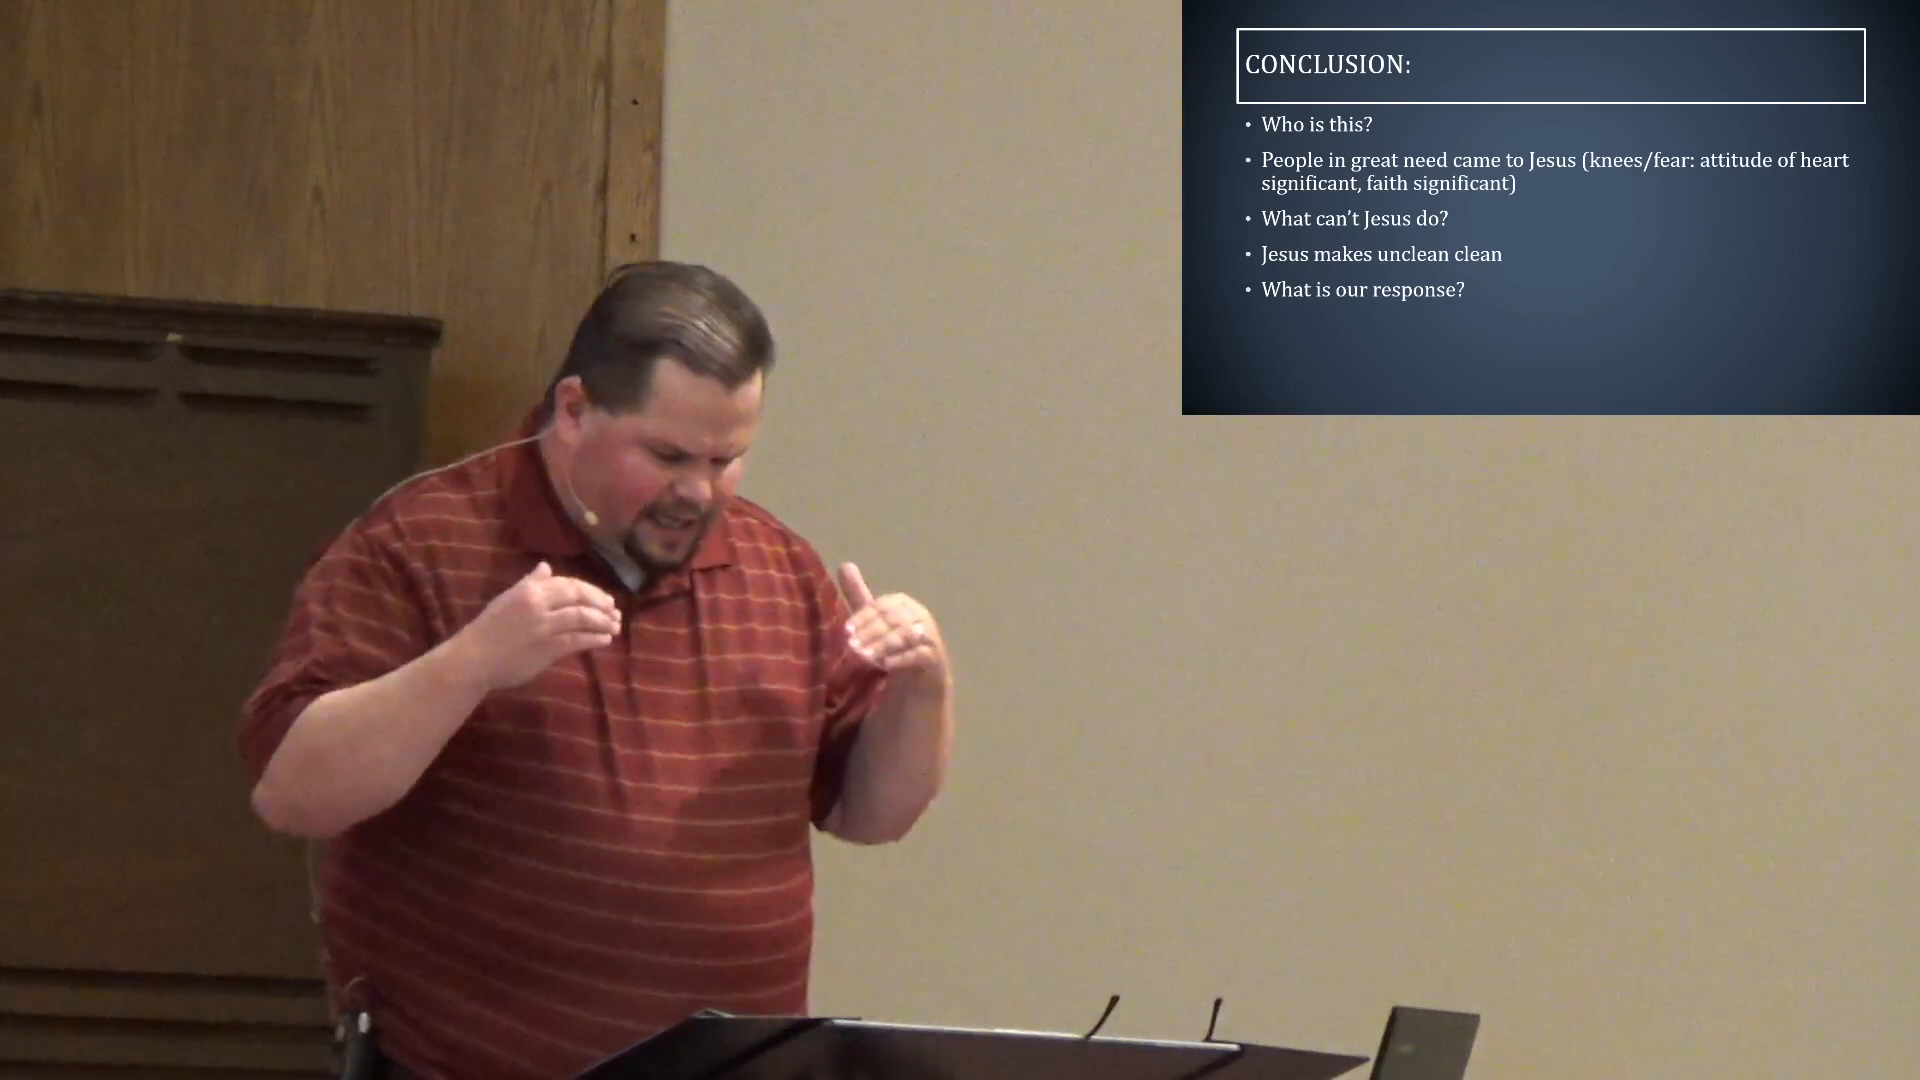 CONCLUSION:
• Who is this?
• People in great need came to Jesus (knees/fear: attitude of heart
significant, faith significant)
• What can’t Jesus do?
• Jesus makes unclean clean
• What is our response?